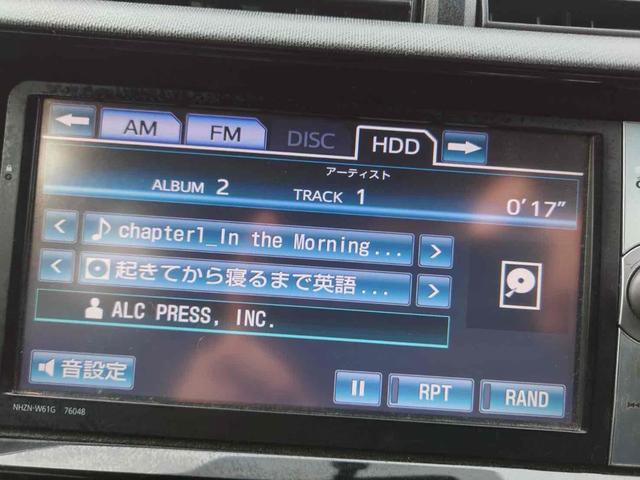 AM FM DISC HDD
アーティスト
ALBUM 2 TRACK 1 0'17"
chapter1_In the Morning...
起きてから寝るまで英語...
ALC PRESS, INC.
音設定
RPT RAND
NHZN-W61G 76048